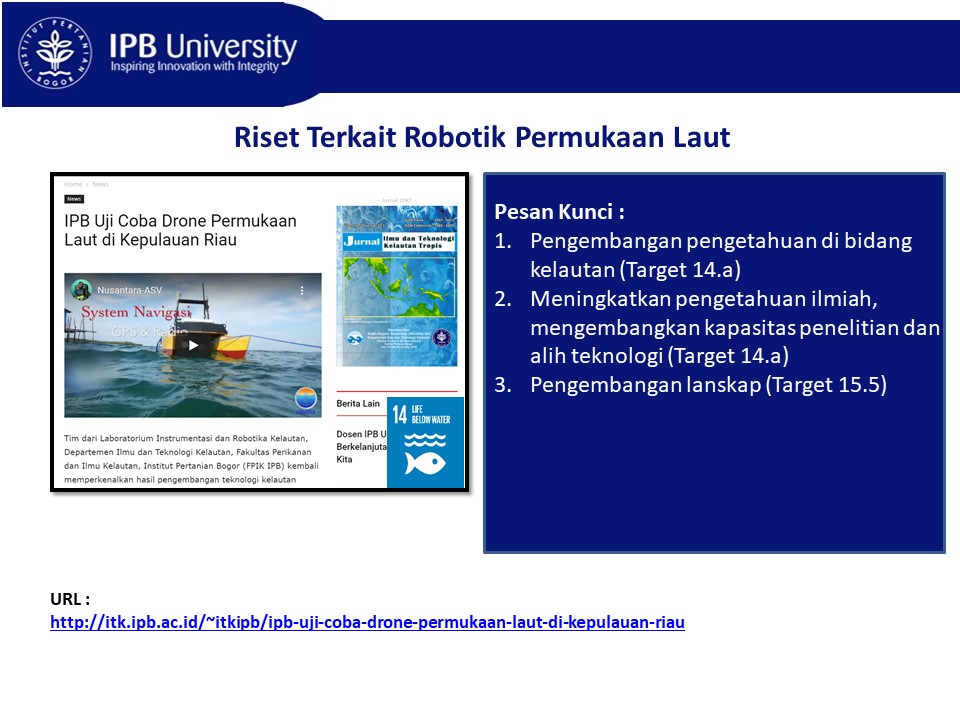 INSTITUT PERTANIAN BOGOR
IPB University
Inspiring Innovation with Integrity
Riset Terkait Robotik Permukaan Laut
Home News
News
IPB Uji Coba Drone Permukaan
Laut di Kepulauan Riau
Nusantara-ASV
System Navigasi
GPS & Radio
Tim dari Laboratorium Instrumentasi dan Robotika Kelautan,
Departemen Ilmu dan Teknologi Kelautan, Fakultas Perikanan
dan Ilmu Kelautan, Institut Pertanian Bogor (FPIK IPB) kembali
memperkenalkan hasil pengembangan teknologi kelautan
- Jurnal ITKT -
Jurnal Ilmu dan Teknologi
Kelautan Tropis
Berita Lain
Dosen IPB U
Berkelanjuta
Kita
14 LIFE
BELOW WATER
Pesan Kunci :
1. Pengembangan pengetahuan di bidang
kelautan (Target 14.a)
2. Meningkatkan pengetahuan ilmiah,
mengembangkan kapasitas penelitian dan
alih teknologi (Target 14.a)
3. Pengembangan lanskap (Target 15.5)
URL :
http://itk.ipb.ac.id/~itkipb/ipb-uji-coba-drone-permukaan-laut-di-kepulauan-riau